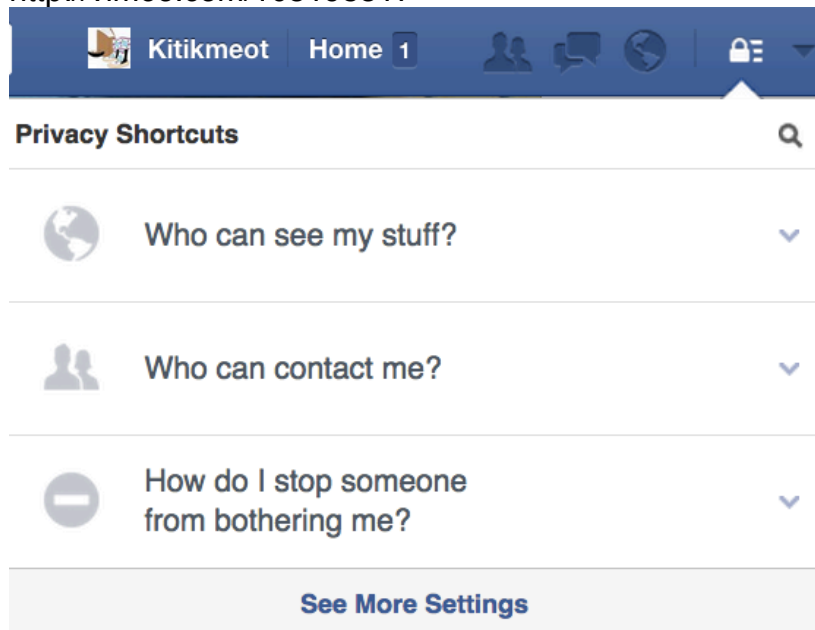 Kitikmeot Home 1
Privacy Shortcuts
Who can see my stuff?
Who can contact me?
How do I stop someone
from bothering me?
See More Settings